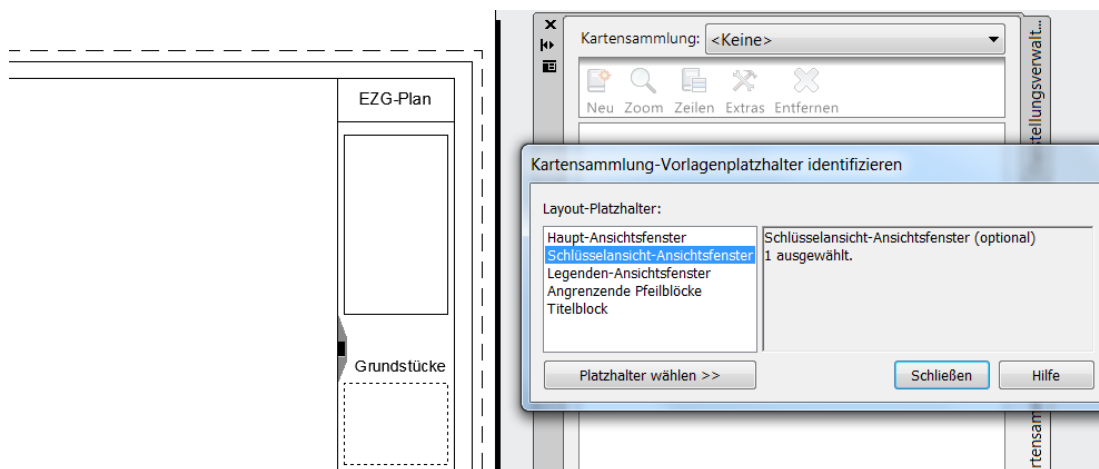 EZG-Plan
Grundstücke
Kartensammlung: <Keine>
Neu Zoom Zeilen Extras Entfernen
Kartensammlung-Vorlagenplatzhalter identifizieren
Layout-Platzhalter:
Haupt-Ansichtsfenster
Schlüsselansicht-Ansichtsfenster
Legenden-Ansichtsfenster
Angrenzende Pfeilblöcke
Titelblock
Schlüsselansicht-Ansichtsfenster (optional)
1 ausgewählt.
Platzhalter wählen >>
Schließen
Hilfe